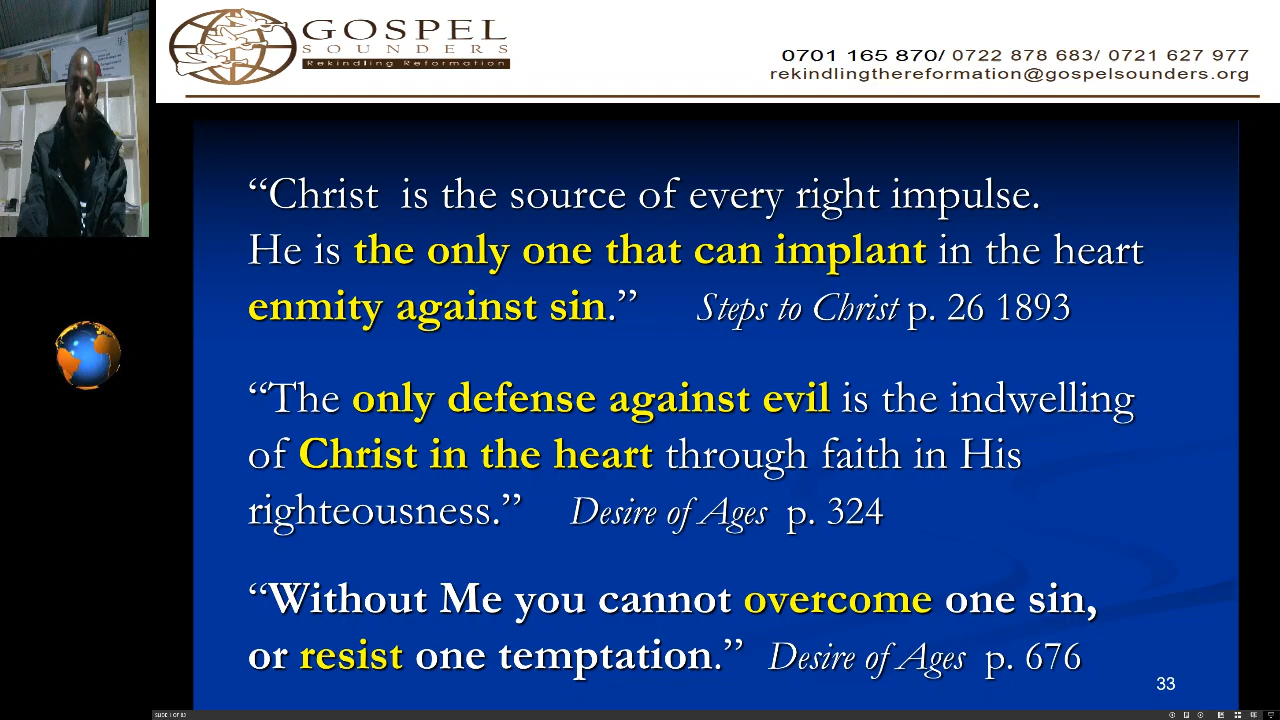 GOSPEL
SOUNDERS
Rekindling Reformation
0701 165 870/ 0722 878 683/ 0721 627 977
rekindlingthereformation@gospelsounders.org
“Christ is the source of every right impulse.
He is the only one that can implant in the heart
enmity against sin.” Steps to Christ p. 26 1893
“The only defense against evil is the indwelling
of Christ in the heart through faith in His
righteousness.” Desire of Ages p. 324
“Without Me you cannot overcome one sin,
or resist one temptation.” Desire of Ages p. 676
33
SLIDE 1 OF 83